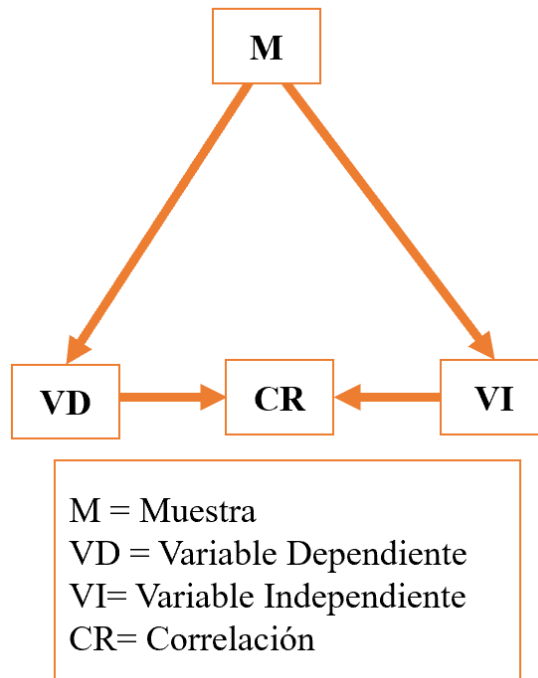 M
VD
CR
VI
M = Muestra
VD = Variable Dependiente
VI= Variable Independiente
CR= Correlación